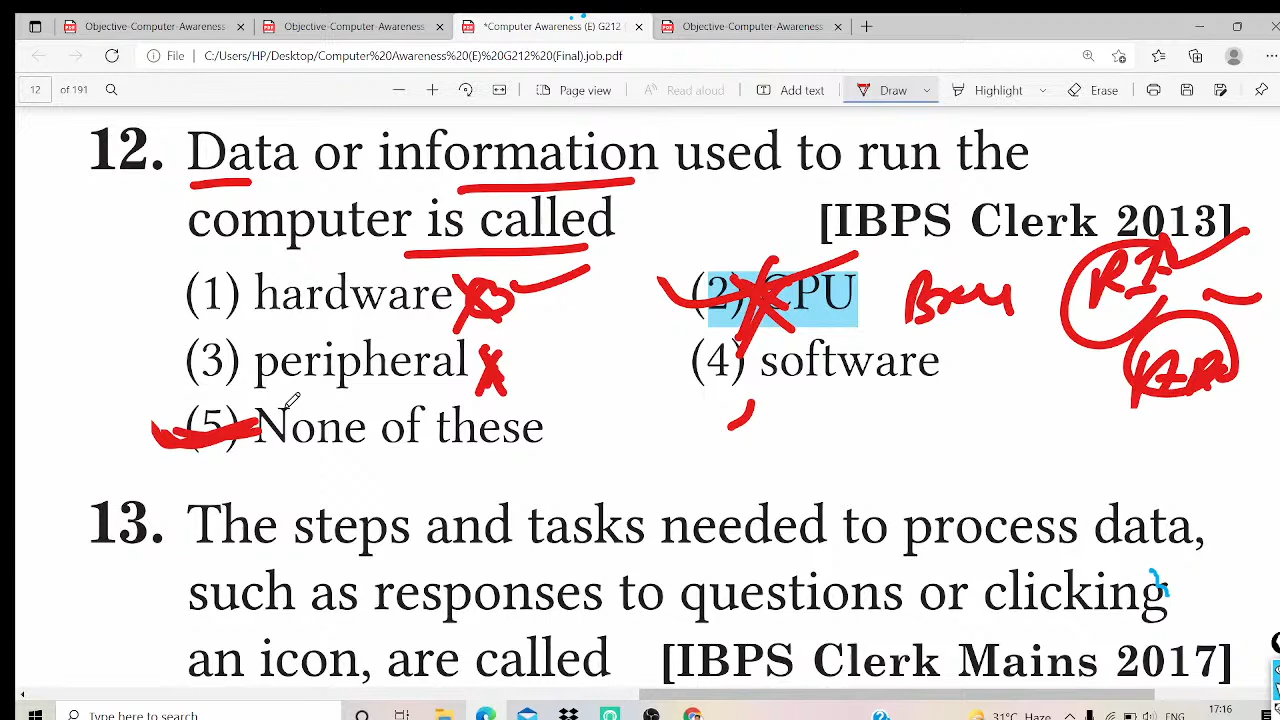 Objective-Computer-Awareness
Objective-Computer-Awareness
*Computer Awareness (E) G212
Objective-Computer-Awareness
File C:/Users/HP/Desktop/Computer%20Awareness%20(E)%20G212%20(Final).job.pdf
12 of 191 Page view Read aloud Add text Draw Highlight Erase
12. Data or information used to run the
computer is called [IBPS Clerk 2013]
(1) hardware (2) CPU
(3) peripheral (4) software
(5) None of these
13. The steps and tasks needed to process data,
such as responses to questions or clicking
an icon, are called [IBPS Clerk Mains 2017]
Type here to search 31°C Haze ENG 17:16